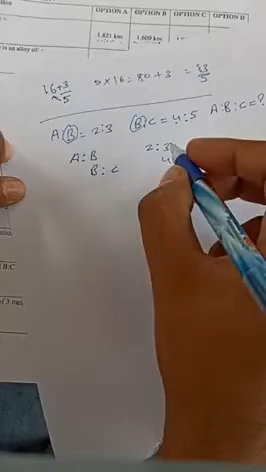 OPTION A OPTION B OPTION C OPTION D
1.821 km 1.609 km
is an alloy of:-
16+3/5 5×16=80+3 = 83/5
A:B = 2:3 B:C = 4:5 A:B:C=?
A:B 2:3
B:C 4
B:C
of 3 met